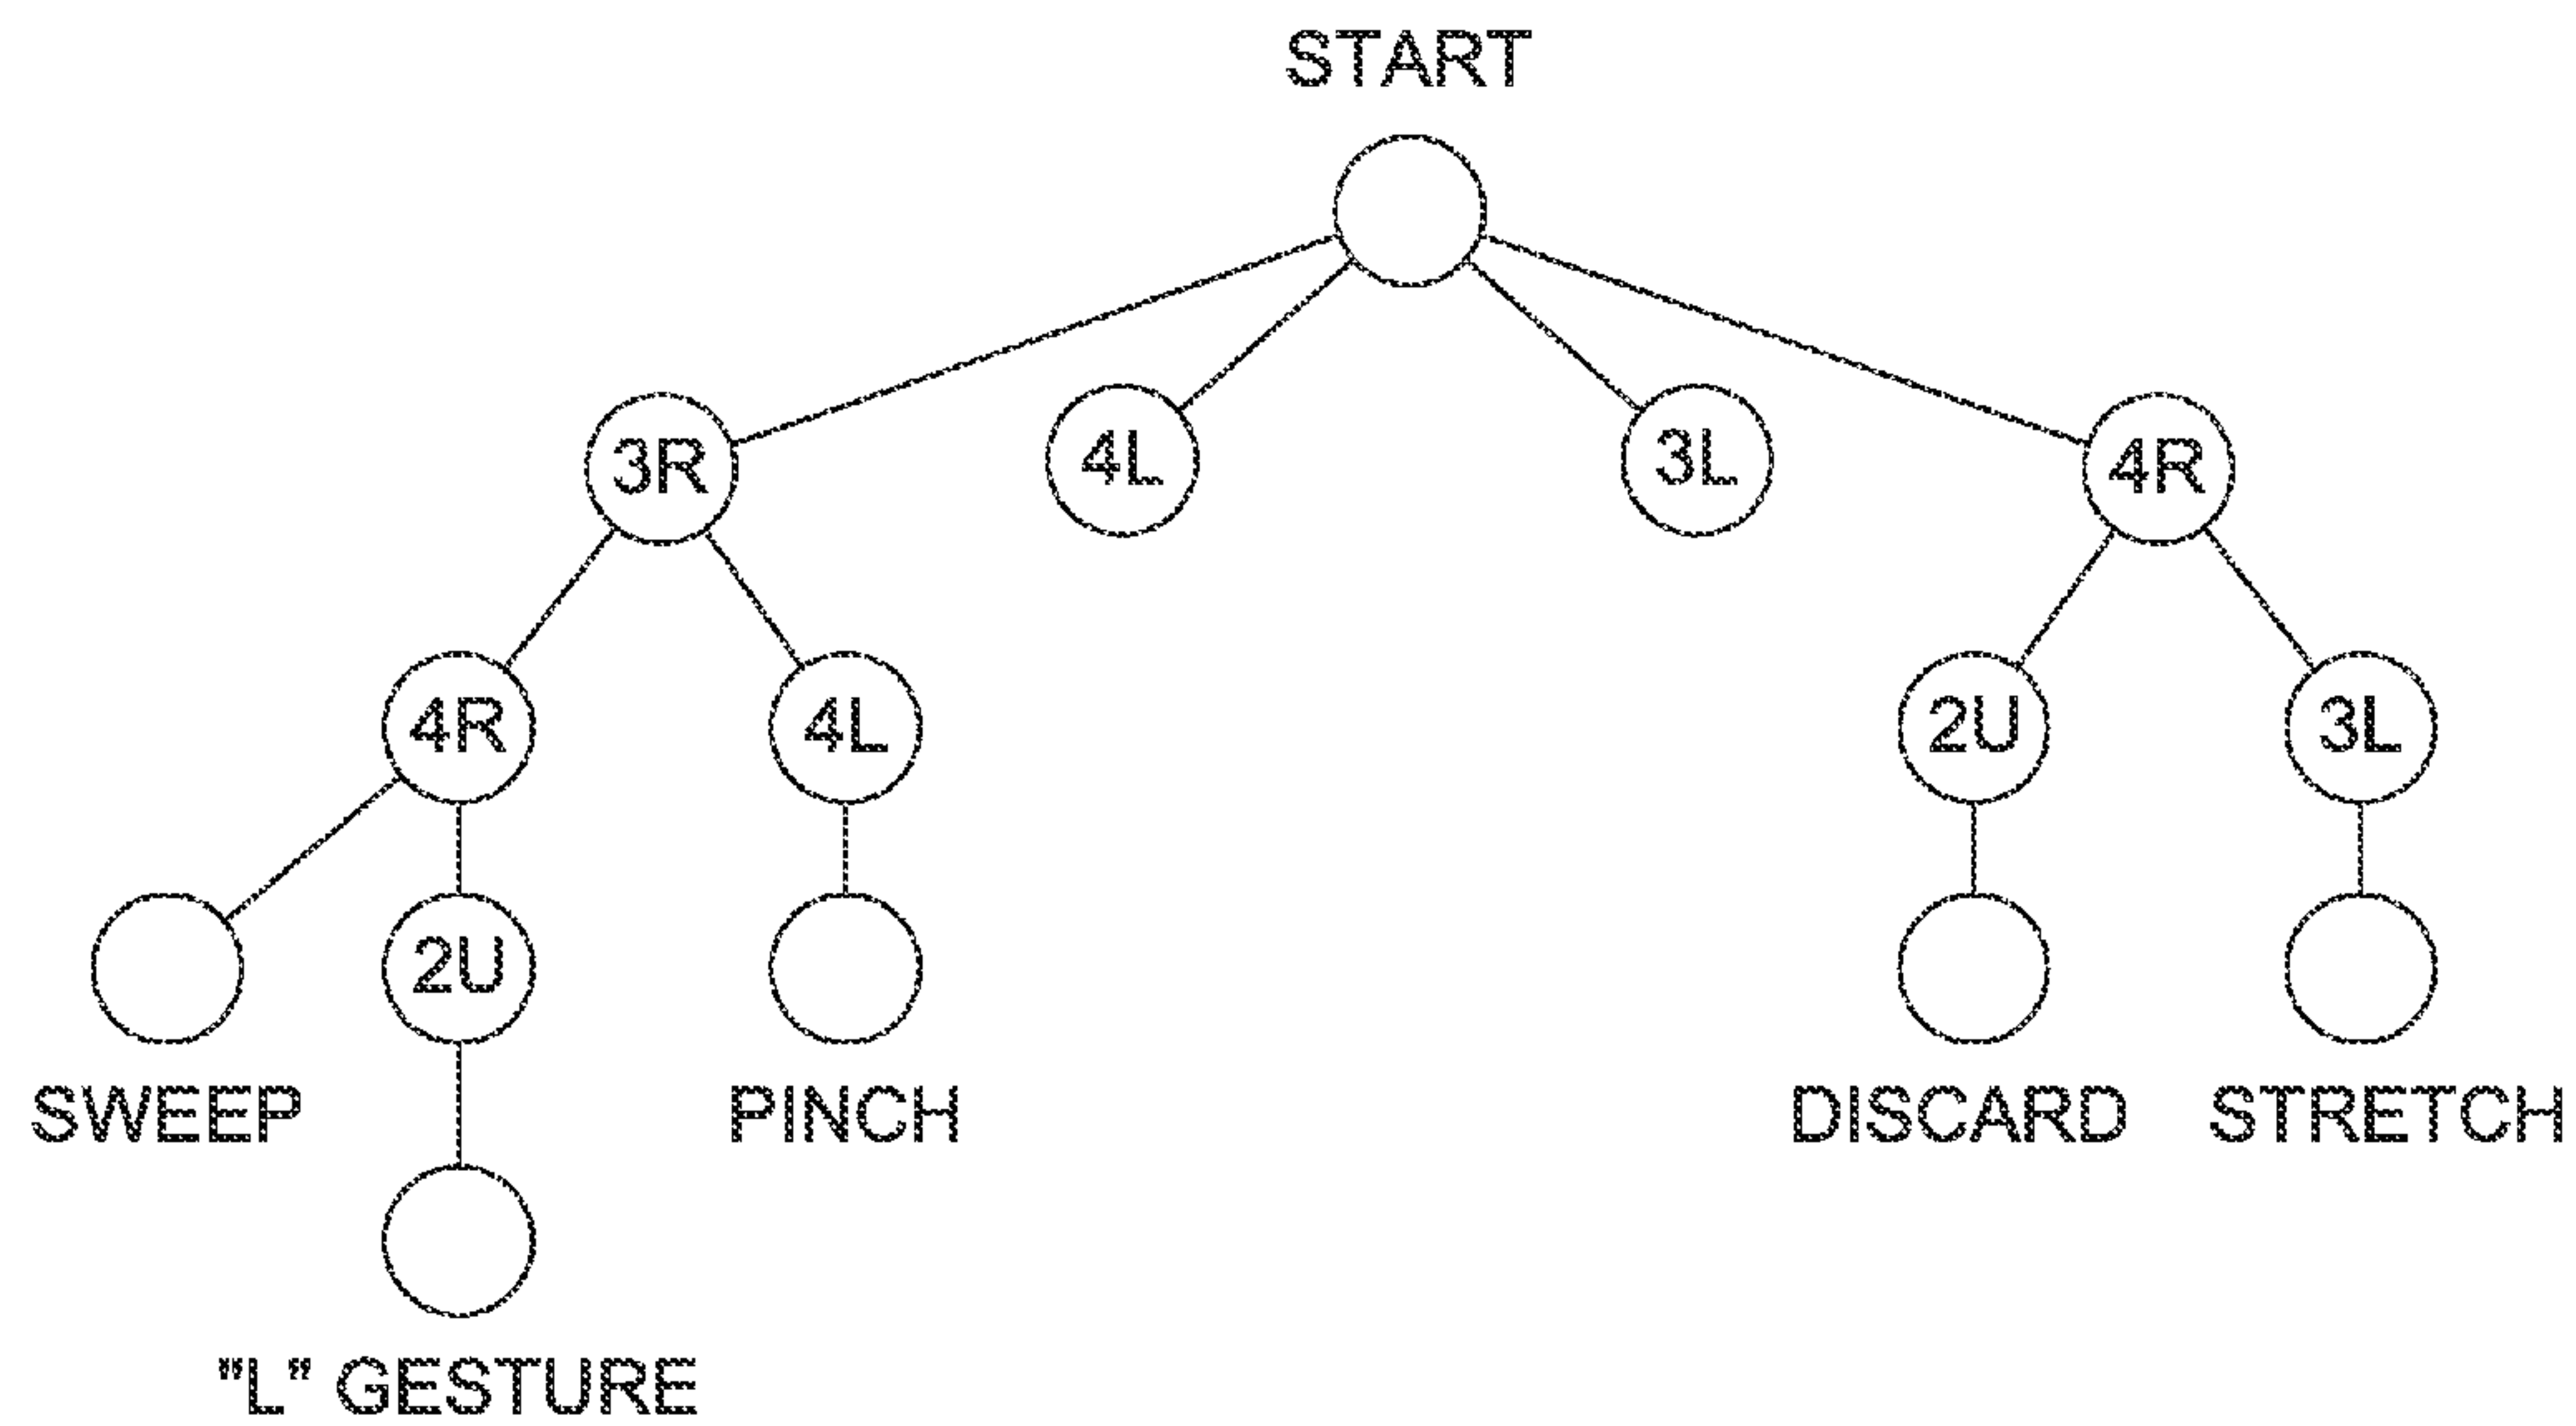 START
3R 4L 3L 4R
4R 4L 2U 3L
2U
SWEEP PINCH DISCARD STRETCH
"L" GESTURE